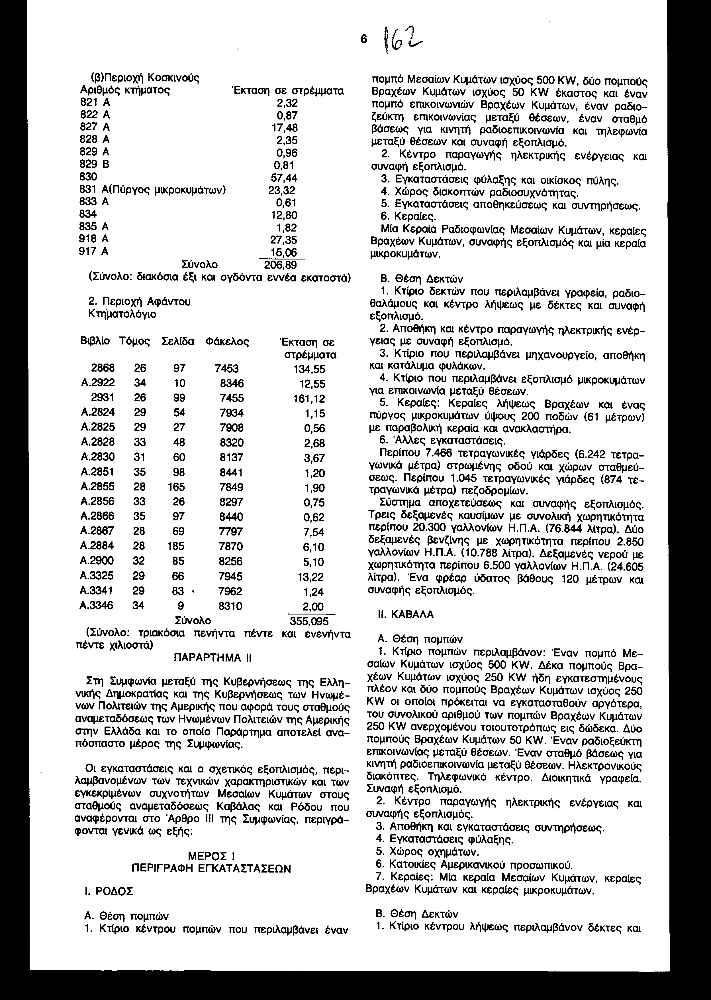 6 162
(β)Περιοχή Κοσκινούς
Αριθμός κτήματος Έκταση σε στρέμματα
821 Α 2,32
822 Α 0,87
827 Α 17,48
828 Α 2,35
829 Α 0,96
829 Β 0,81
830 57,44
831 Α(Πύργος μικροκυμάτων) 23,32
833 Α 0,61
834 12,80
835 Α 1,82
918 Α 27,35
917 Α 15,06
Σύνολο 206,89
(Σύνολο: διακόσια έξι και ογδόντα εννέα εκατοστά)
2. Περιοχή Αφάντου
Κτηματολόγιο
Βιβλίο Τόμος Σελίδα Φάκελος Έκταση σε
στρέμματα
2868 26 97 7453 134,55
Α.2922 34 10 8346 12,55
2931 26 99 7455 161,12
Α.2824 29 54 7934 1,15
Α.2825 29 27 7908 0,56
Α.2828 33 48 8320 2,68
Α.2830 31 60 8137 3,67
Α.2851 35 98 8441 1,20
Α.2855 28 165 7849 1,90
Α.2856 33 26 8297 0,75
Α.2866 35 97 8440 0,62
Α.2867 28 69 7797 7,54
Α.2884 28 185 7870 6,10
Α.2900 32 85 8256 5,10
Α.3325 29 66 7945 13,22
Α.3341 29 83 7962 1,24
Α.3346 34 9 8310 2,00
Σύνολο 355,095
(Σύνολο: τριακόσια πενήντα πέντε και ενενήντα
πέντε χιλιοστά)
ΠΑΡΑΡΤΗΜΑ ΙΙ
Στη Συμφωνία μεταξύ της Κυβερνήσεως της Ελλη-
νικής Δημοκρατίας και της Κυβερνήσεως των Ηνωμέ-
νων Πολιτειών της Αμερικής που αφορά τους σταθμούς
αναμεταδόσεως των Ηνωμένων Πολιτειών της Αμερικής
στην Ελλάδα και το οποίο Παράρτημα αποτελεί ανα-
πόσπαστο μέρος της Συμφωνίας.
Οι εγκαταστάσεις και ο σχετικός εξοπλισμός, περι-
λαμβανομένων των τεχνικών χαρακτηριστικών και των
εγκεκριμένων συχνοτήτων Μεσαίων Κυμάτων στους
σταθμούς αναμεταδόσεως Καβάλας και Ρόδου που
αναφέρονται στο Άρθρο ΙΙΙ της Συμφωνίας, περιγρά-
φονται γενικά ως εξής:
ΜΕΡΟΣ Ι
ΠΕΡΙΓΡΑΦΗ ΕΓΚΑΤΑΣΤΑΣΕΩΝ
Ι. ΡΟΔΟΣ
Α. Θέση πομπών
1. Κτίριο κέντρου πομπών που περιλαμβάνει έναν
πομπό Μεσαίων Κυμάτων ισχύος 500 KW, δύο πομπούς
Βραχέων Κυμάτων ισχύος 50 KW έκαστος και έναν
πομπό επικοινωνιών Βραχέων Κυμάτων, έναν ραδιο-
ζεύκτη επικοινωνίας μεταξύ θέσεων, έναν σταθμό
βάσεως για κινητή ραδιοεπικοινωνία και τηλεφωνία
μεταξύ θέσεων και συναφή εξοπλισμό.
2. Κέντρο παραγωγής ηλεκτρικής ενέργειας και
συναφή εξοπλισμό.
3. Εγκαταστάσεις φύλαξης και οικίσκος πύλης.
4. Χώρος διακοπτών ραδιοσυχνότητας.
5. Εγκαταστάσεις αποθηκεύσεως και συντηρήσεως.
6. Κεραίες.
Μία Κεραία Ραδιοφωνίας Μεσαίων Κυμάτων, κεραίες
Βραχέων Κυμάτων, συναφής εξοπλισμός και μία κεραία
μικροκυμάτων.
Β. Θέση Δεκτών
1. Κτίριο δεκτών που περιλαμβάνει γραφεία, ραδιο-
θαλάμους και κέντρο λήψεως με δέκτες και συναφή
εξοπλισμό.
2. Αποθήκη και κέντρο παραγωγής ηλεκτρικής ενέρ-
γειας με συναφή εξοπλισμό.
3. Κτίριο που περιλαμβάνει μηχανουργείο, αποθήκη
και κατάλυμα φυλάκων.
4. Κτίριο που περιλαμβάνει εξοπλισμό μικροκυμάτων
για επικοινωνία μεταξύ θέσεων.
5. Κεραίες: Κεραίες λήψεως Βραχέων και ένας
πύργος μικροκυμάτων ύψους 200 ποδών (61 μέτρων)
με παραβολική κεραία και ανακλαστήρα.
6. Άλλες εγκαταστάσεις.
Περίπου 7.466 τετραγωνικές γιάρδες (6.242 τετρα-
γωνικά μέτρα) στρωμένης οδού και χώρων σταθμεύ-
σεως. Περίπου 1.045 τετραγωνικές γιάρδες (874 τε-
τραγωνικά μέτρα) πεζοδρομίων.
Σύστημα αποχετεύσεως και συναφής εξοπλισμός.
Τρεις δεξαμενές καυσίμων με συνολική χωρητικότητα
περίπου 20.300 γαλλονίων Η.Π.Α. (76.844 λίτρα). Δύο
δεξαμενές βενζίνης με χωρητικότητα περίπου 2.850
γαλλονίων Η.Π.Α. (10.788 λίτρα). Δεξαμενές νερού με
χωρητικότητα περίπου 6.500 γαλλονίων Η.Π.Α. (24.605
λίτρα). Ένα φρέαρ ύδατος βάθους 120 μέτρων και
συναφής εξοπλισμός.
ΙΙ. ΚΑΒΑΛΑ
Α. Θέση πομπών
1. Κτίριο πομπών περιλαμβάνον: Έναν πομπό Με-
σαίων Κυμάτων ισχύος 500 KW. Δέκα πομπούς Βρα-
χέων Κυμάτων ισχύος 250 KW ήδη εγκατεστημένους
πλέον και δύο πομπούς Βραχέων Κυμάτων ισχύος 250
KW οι οποίοι πρόκειται να εγκατασταθούν αργότερα,
του συνολικού αριθμού των πομπών Βραχέων Κυμάτων
250 KW ανερχομένου τοιουτοτρόπως εις δώδεκα. Δύο
πομπούς Βραχέων Κυμάτων 50 KW. Έναν ραδιοξεύκτη
επικοινωνίας μεταξύ θέσεων. Έναν σταθμό βάσεως για
κινητή ραδιοεπικοινωνία μεταξύ θέσεων. Ηλεκτρονικούς
διακόπτες. Τηλεφωνικό κέντρο. Διοικητικά γραφεία.
Συναφή εξοπλισμό.
2. Κέντρο παραγωγής ηλεκτρικής ενέργειας και
συναφής εξοπλισμός.
3. Αποθήκη και εγκαταστάσεις συντηρήσεως.
4. Εγκαταστάσεις φύλαξης.
5. Χώρος οχημάτων.
6. Κατοικίες Αμερικανικού προσωπικού.
7. Κεραίες: Μία κεραία Μεσαίων Κυμάτων, κεραίες
Βραχέων Κυμάτων και κεραίες μικροκυμάτων.
Β. Θέση Δεκτών
1. Κτίριο κέντρου λήψεως περιλαμβάνον δέκτες και